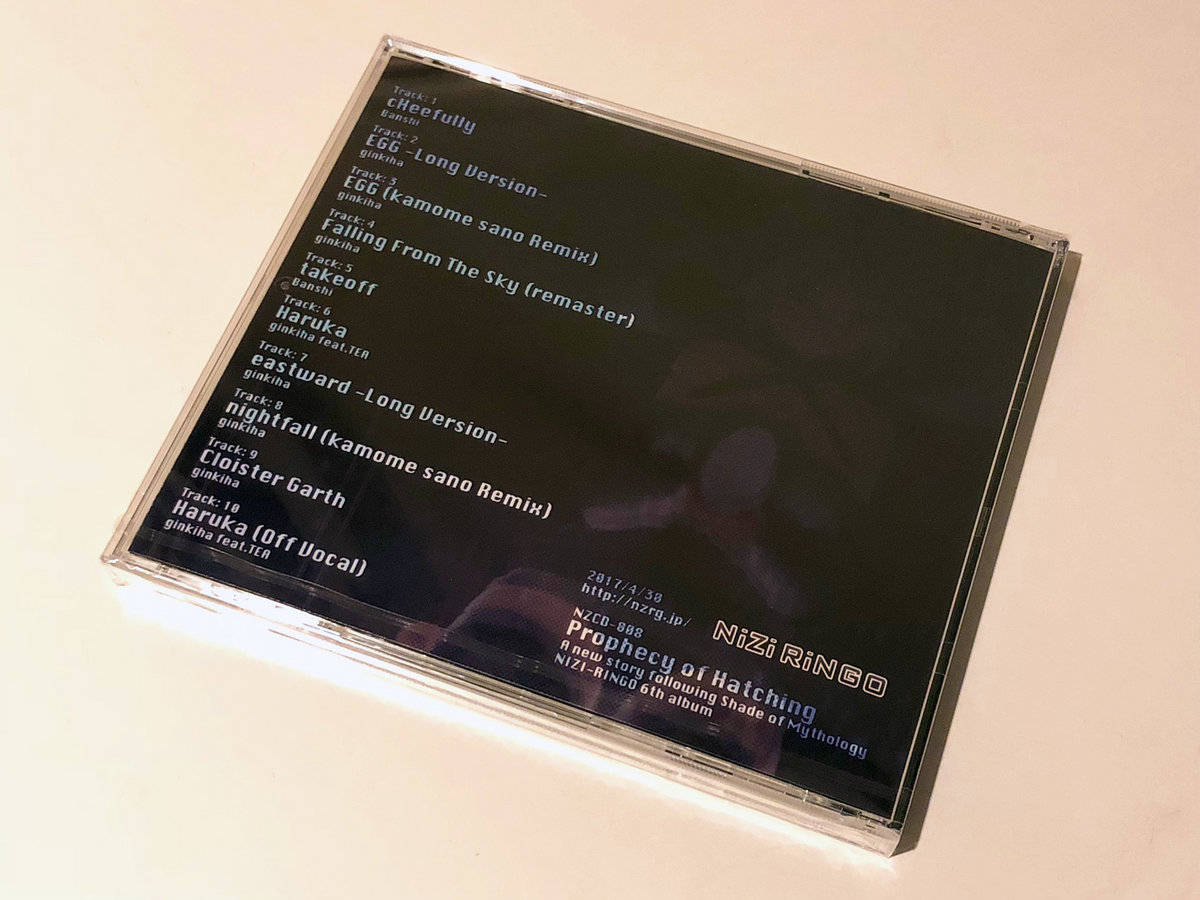 Track: 1
cHeefully
Banshi
Track: 2
EGG -Long Version-
ginkiha
Track: 3
EGG (kamome sano Remix)
ginkiha
Track: 4
Falling From The Sky (remaster)
ginkiha
Track: 5
takeoff
Banshi
Track: 6
Haruka
ginkiha feat.TEA
Track: 7
eastward -Long Version-
ginkiha
Track: 8
nightfall (kamome sano Remix)
ginkiha
Track: 9
Cloister Garth
ginkiha
Track: 10
Haruka (Off Vocal)
ginkiha feat.TEA
2017/4/30
http://nzrg.jp/
NZCD-808
Prophecy of Hatching
A new story following Shade of Mythology
NIZI-RINGO 6th album
NiZi RiNGO